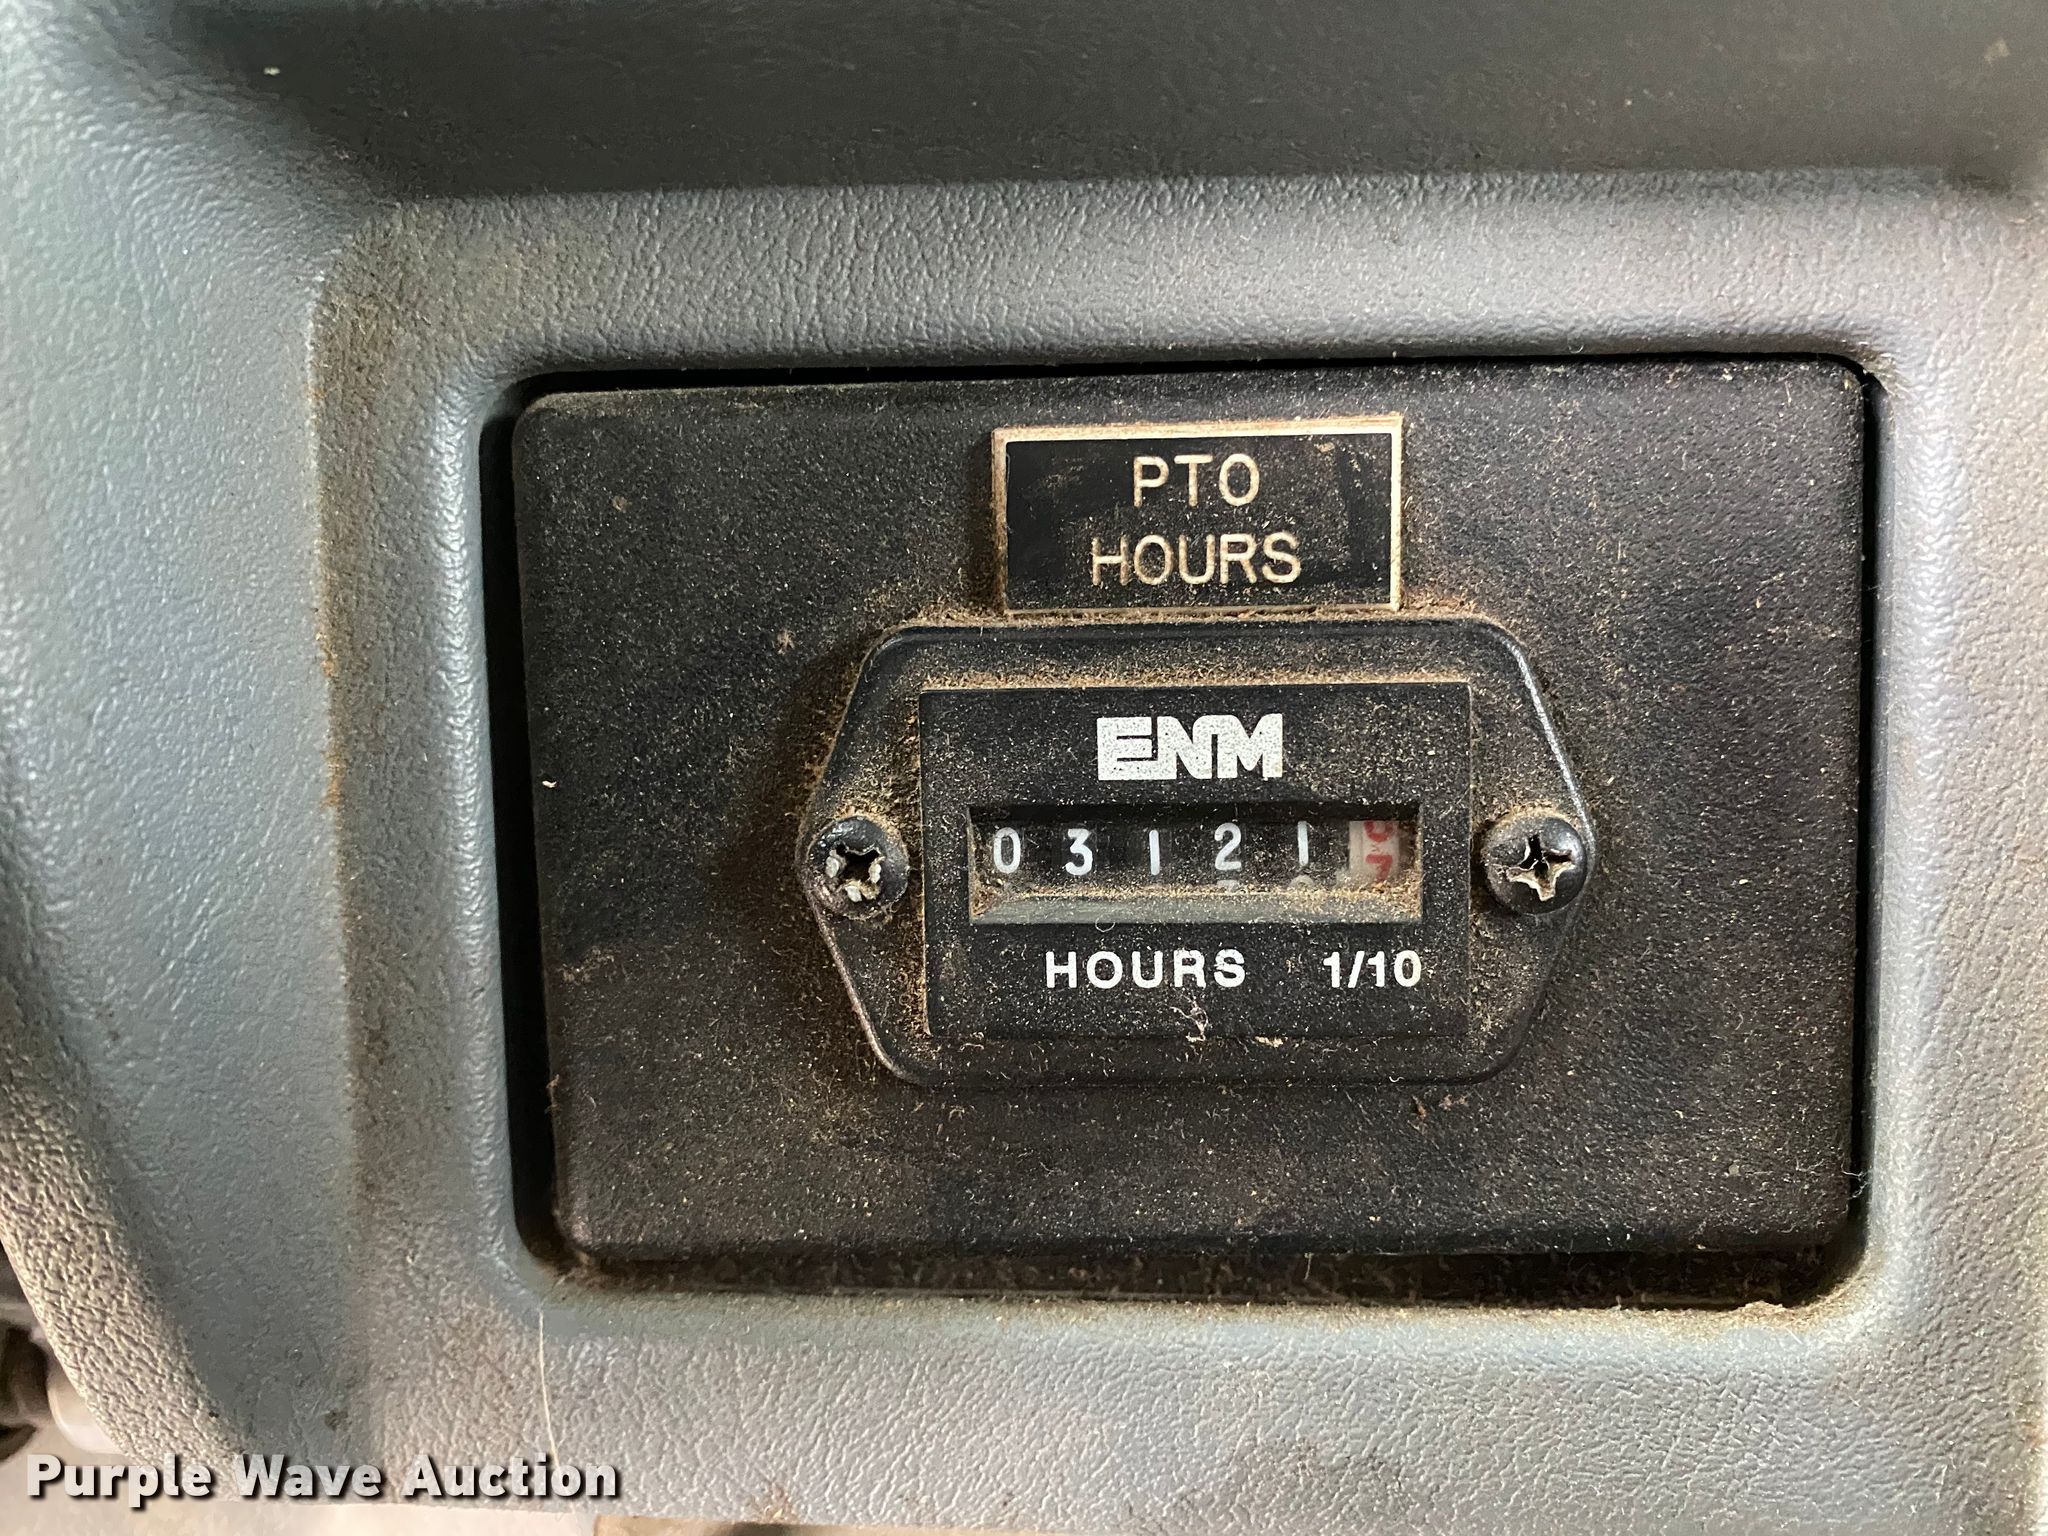 PTO
HOURS
ENM
0 3 1 2 1
HOURS 1/10
Purple Wave Auction